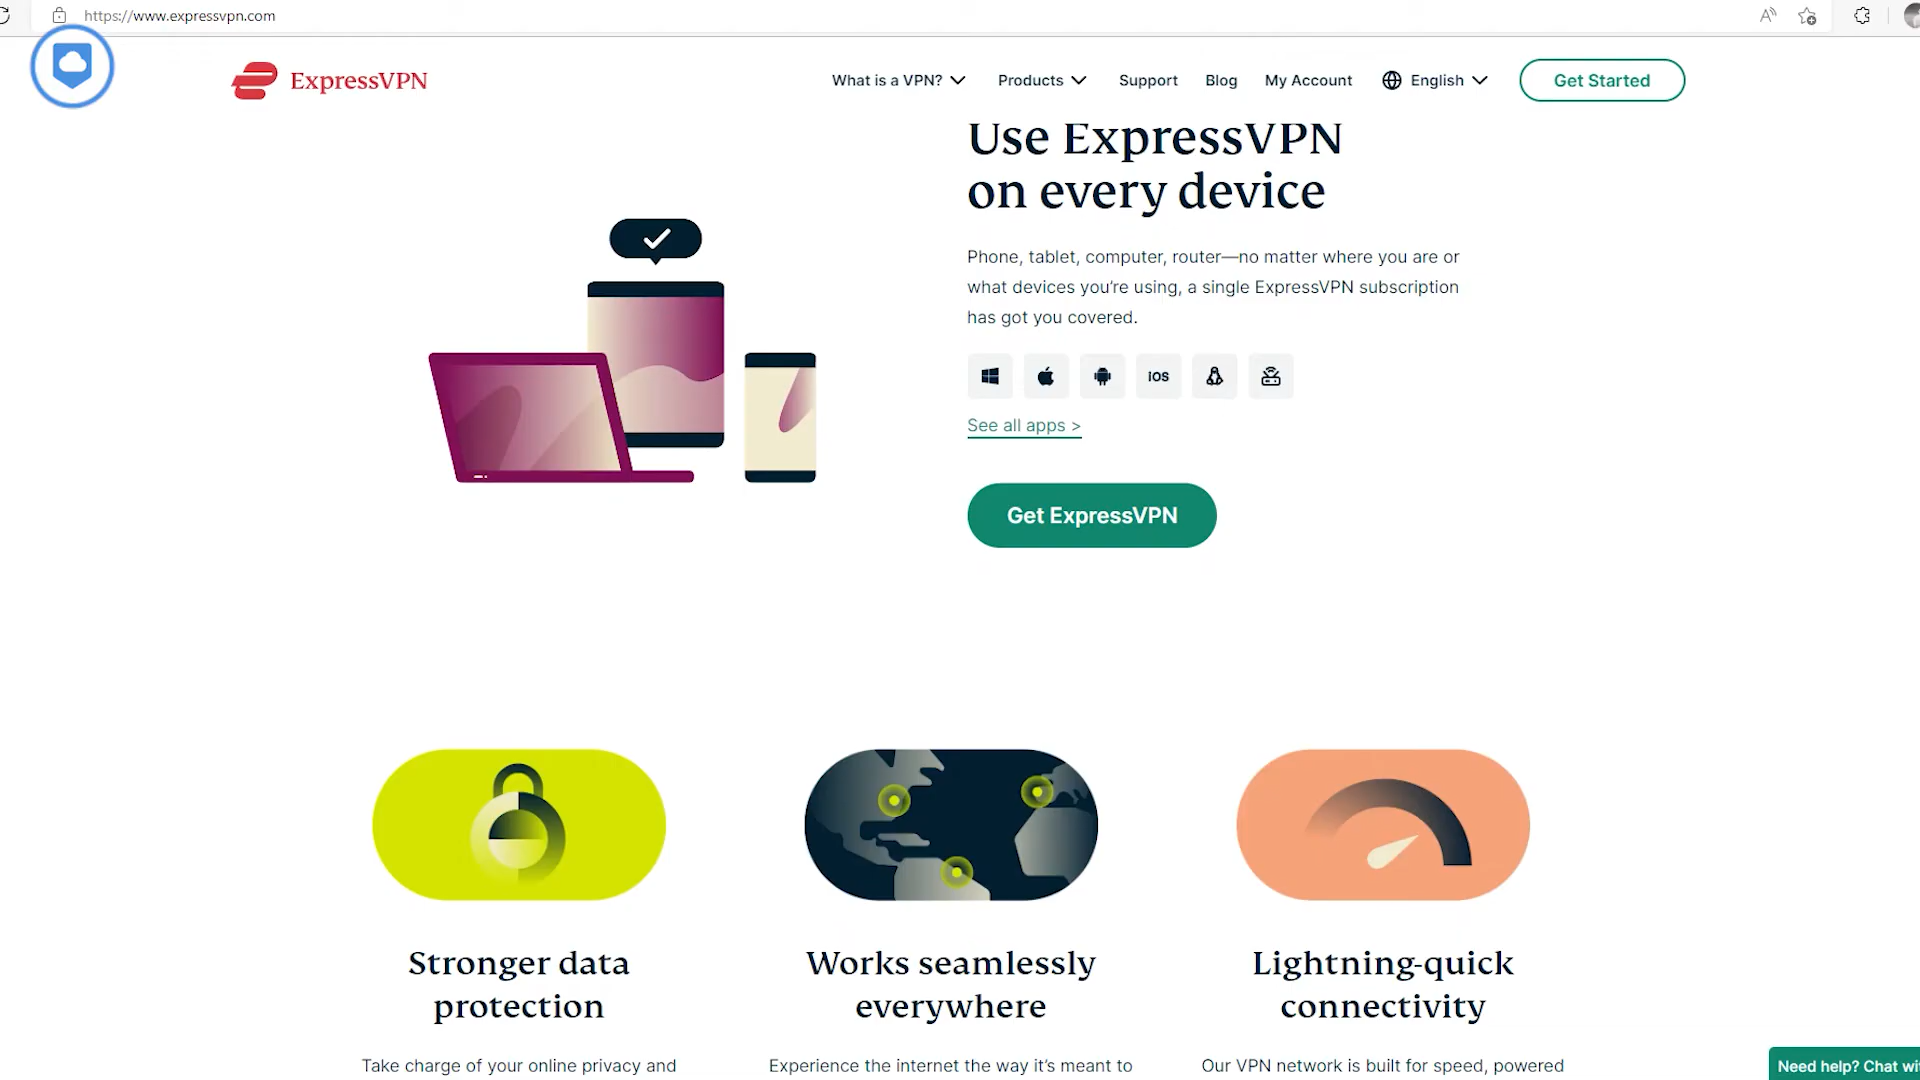 https://www.expressvpn.com
ExpressVPN
What is a VPN?
Products
Support
Blog
My Account
English
Get Started
Use ExpressVPN
on every device
Phone, tablet, computer, router—no matter where you are or
what devices you’re using, a single ExpressVPN subscription
has got you covered.
iOS
See all apps >
Get ExpressVPN
Stronger data
protection
Works seamlessly
everywhere
Lightning-quick
connectivity
Take charge of your online privacy and
Experience the internet the way it’s meant to
Our VPN network is built for speed, powered
Need help? Chat wi